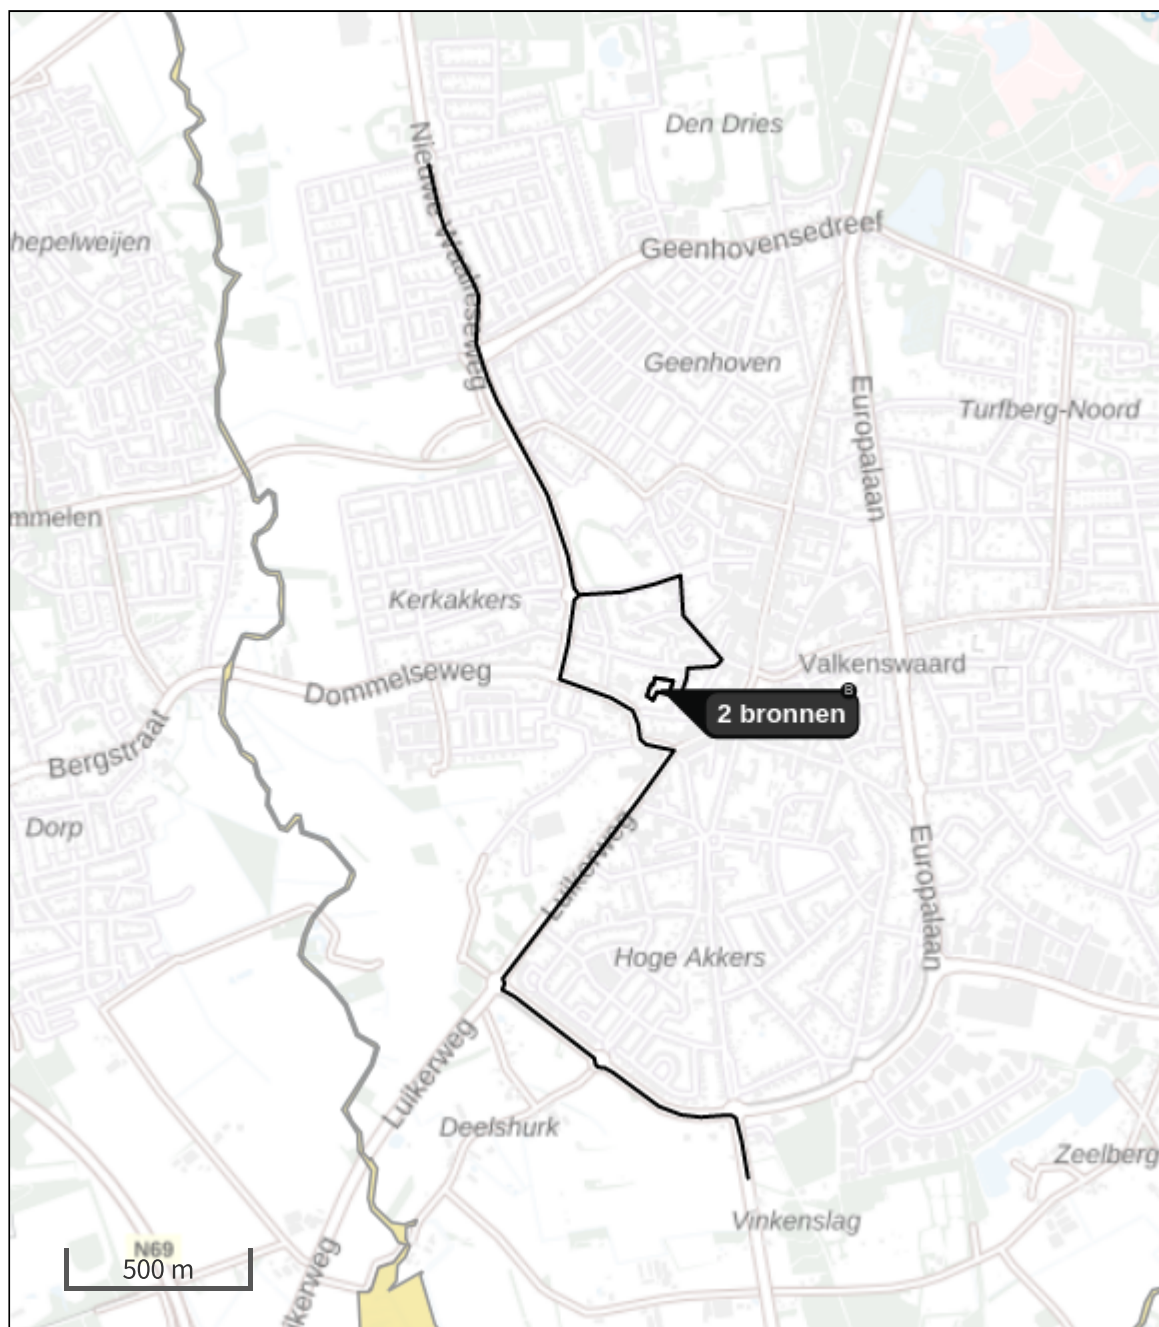 Den Dries
Nieuwe Waalreseweg
hepelweijen
Geenhovensedreef
Geenhoven
Europalaan
Turfberg-Noord
mmelen
Kerkakkers
Valkenswaard
Dommelseweg
B
2 bronnen
Bergstraat
Dorp
Luikerweg
Europalaan
Hoge Akkers
Luikerweg
Deelshurk
Zeelberg
Vinkenslag
N69
500 m
ikerweg